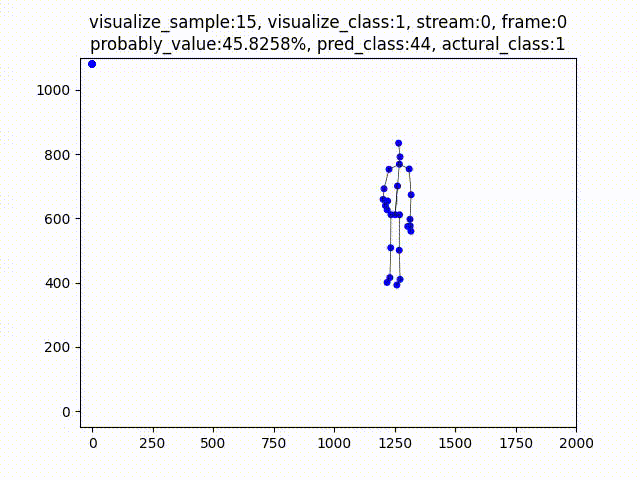 visualize_sample:15, visualize_class:1, stream:0, frame:0
probably_value:45.8258%, pred_class:44, actural_class:1
1000
800
600
400
200
0
0 250 500 750 1000 1250 1500 1750 2000